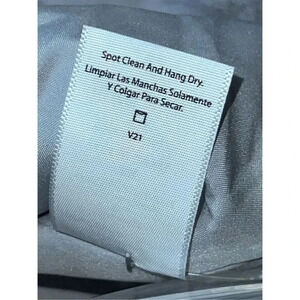 Spot Clean And Hang Dry.
Limpiar Las Manchas Solamente
Y Colgar Para Secar.
V21